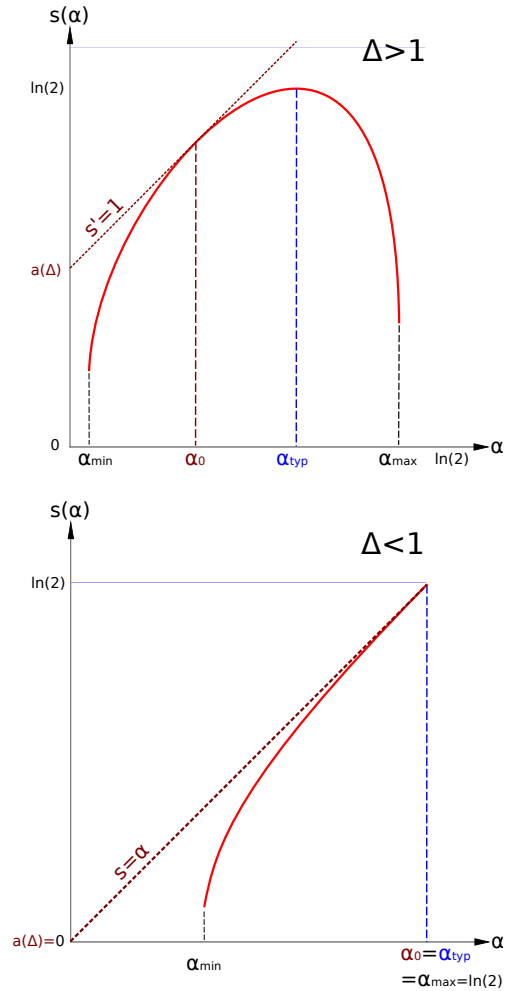 s(α)
Δ>1
ln(2)
s'=1
a(Δ)
0
αmin
α₀
αtyp
αmax
ln(2)
α
s(α)
Δ<1
ln(2)
s=α
a(Δ)=0
α
αmin
α₀=αtyp
=αmax=ln(2)